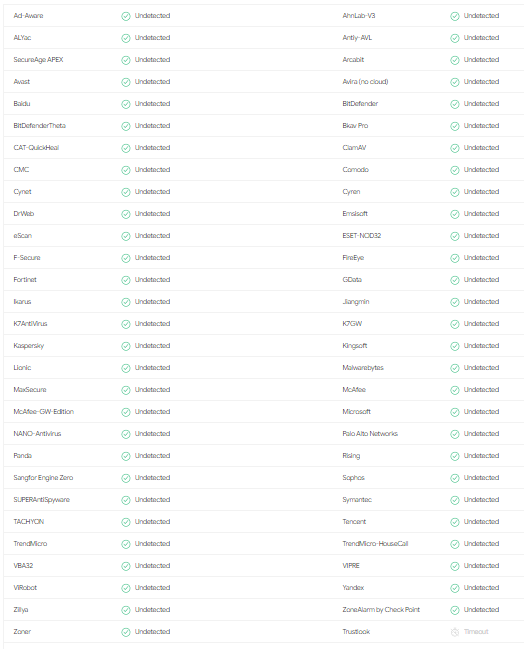 Ad-Aware Undetected AhnLab-V3 Undetected
ALYac Undetected Antiy-AVL Undetected
SecureAge APEX Undetected Arcabit Undetected
Avast Undetected Avira (no cloud) Undetected
Baidu Undetected BitDefender Undetected
BitDefenderTheta Undetected Bkav Pro Undetected
CAT-QuickHeal Undetected ClamAV Undetected
CMC Undetected Comodo Undetected
Cynet Undetected Cyren Undetected
DrWeb Undetected Emsisoft Undetected
eScan Undetected ESET-NOD32 Undetected
F-Secure Undetected FireEye Undetected
Fortinet Undetected GData Undetected
Ikarus Undetected Jiangmin Undetected
K7AntiVirus Undetected K7GW Undetected
Kaspersky Undetected Kingsoft Undetected
Lionic Undetected Malwarebytes Undetected
MaxSecure Undetected McAfee Undetected
McAfee-GW-Edition Undetected Microsoft Undetected
NANO-Antivirus Undetected Palo Alto Networks Undetected
Panda Undetected Rising Undetected
Sangfor Engine Zero Undetected Sophos Undetected
SUPERAntiSpyware Undetected Symantec Undetected
TACHYON Undetected Tencent Undetected
TrendMicro Undetected TrendMicro-HouseCall Undetected
VBA32 Undetected VIPRE Undetected
ViRobot Undetected Yandex Undetected
Zillya Undetected ZoneAlarm by Check Point Undetected
Zoner Undetected Trustlook Timeout